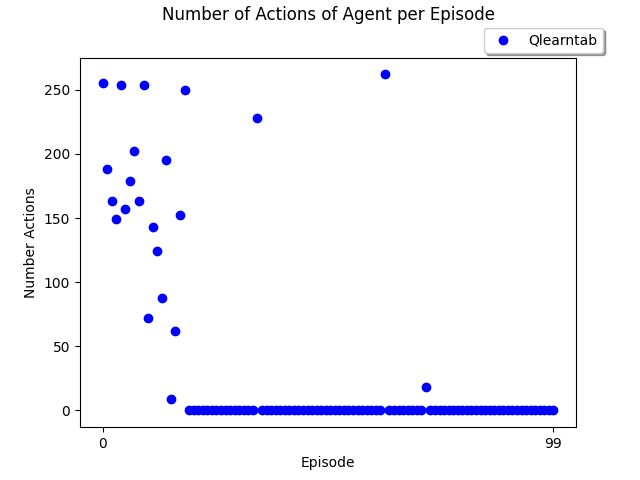 Number of Actions of Agent per Episode
Qlearntab
250
200
150
100
50
0
Number Actions
0 99
Episode